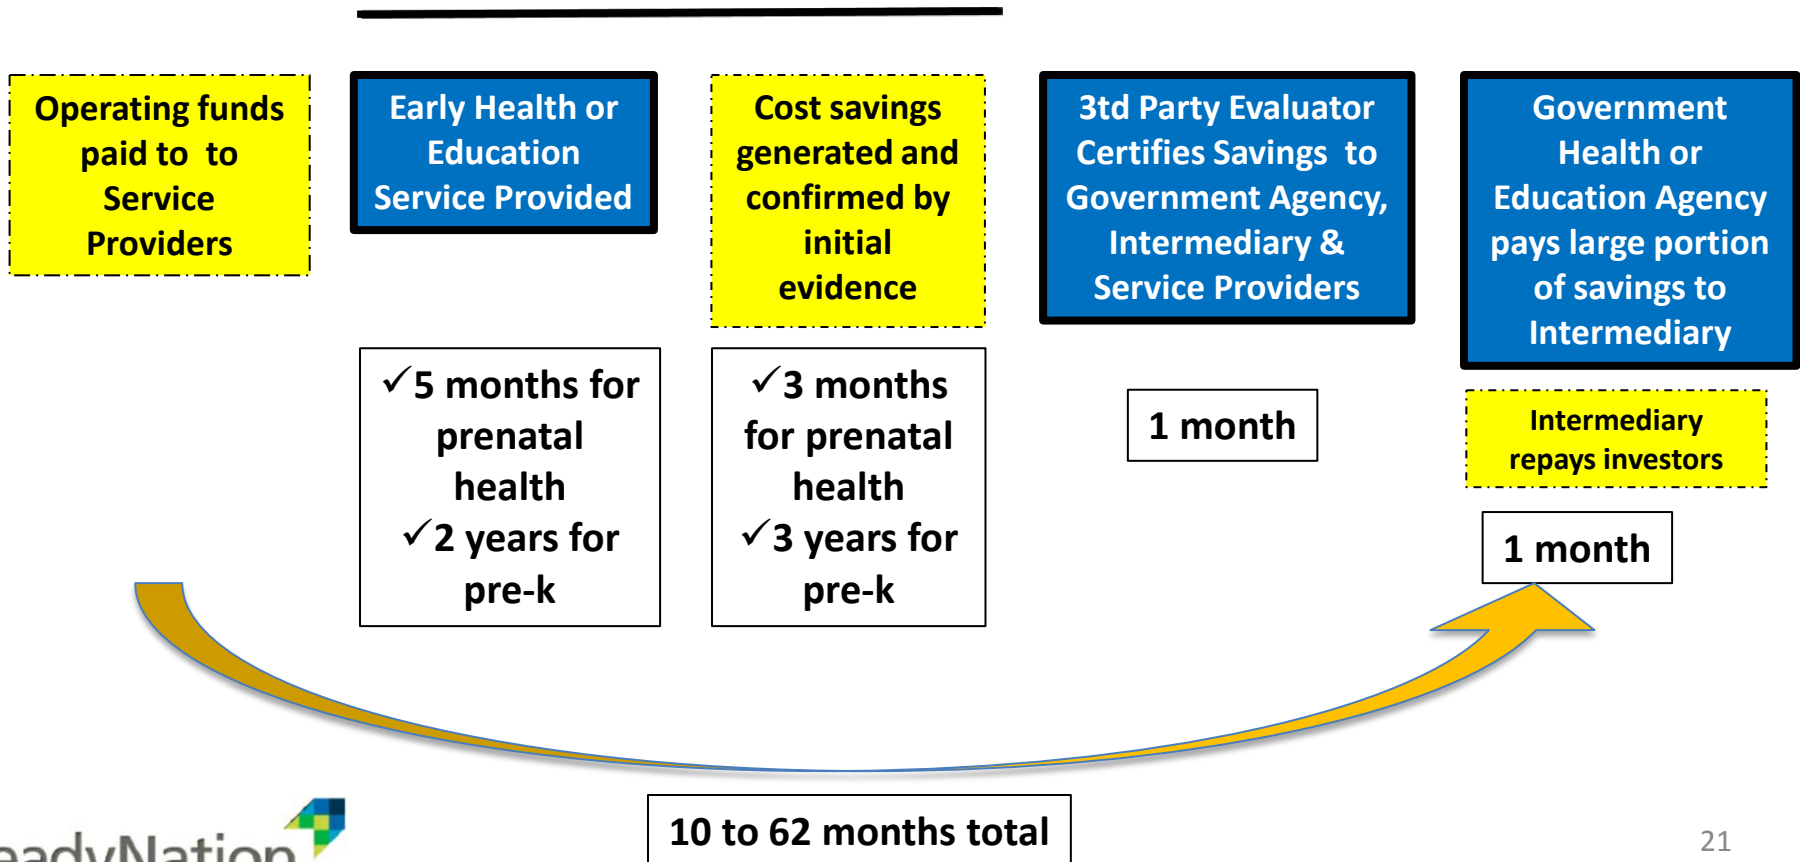 Operating funds
paid to to
Service
Providers
Early Health or
Education
Service Provided
Cost savings
generated and
confirmed by
initial
evidence
3td Party Evaluator
Certifies Savings to
Government Agency,
Intermediary &
Service Providers
Government
Health or
Education Agency
pays large portion
of savings to
Intermediary
✓5 months for
prenatal
health
✓2 years for
pre-k
✓3 months
for prenatal
health
✓3 years for
pre-k
1 month
Intermediary
repays investors
1 month
10 to 62 months total
eadyNation
21